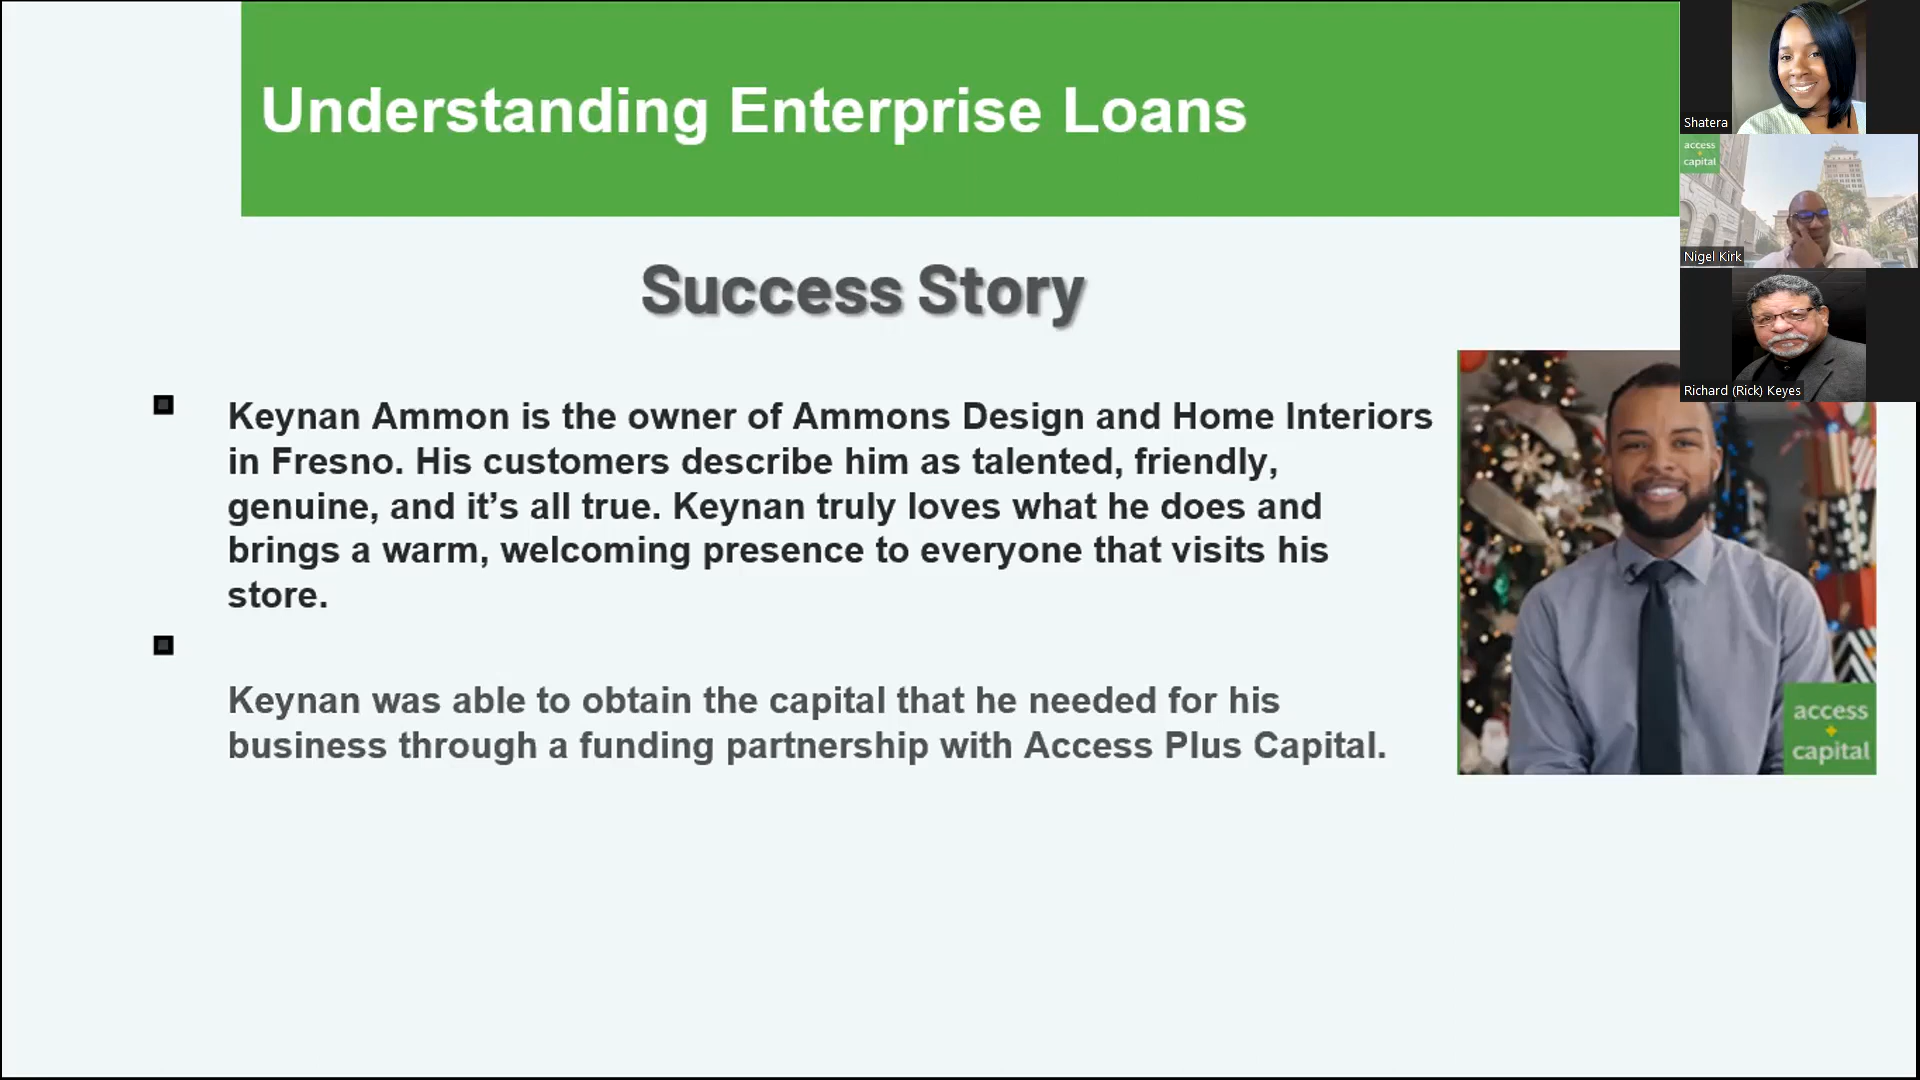 Understanding Enterprise Loans
Success Story
Keynan Ammon is the owner of Ammons Design and Home Interiors
in Fresno. His customers describe him as talented, friendly,
genuine, and it’s all true. Keynan truly loves what he does and
brings a warm, welcoming presence to everyone that visits his
store.
Keynan was able to obtain the capital that he needed for his
business through a funding partnership with Access Plus Capital.
access
+
capital
Shatera
access
+
capital
Nigel Kirk
Richard (Rick) Keyes